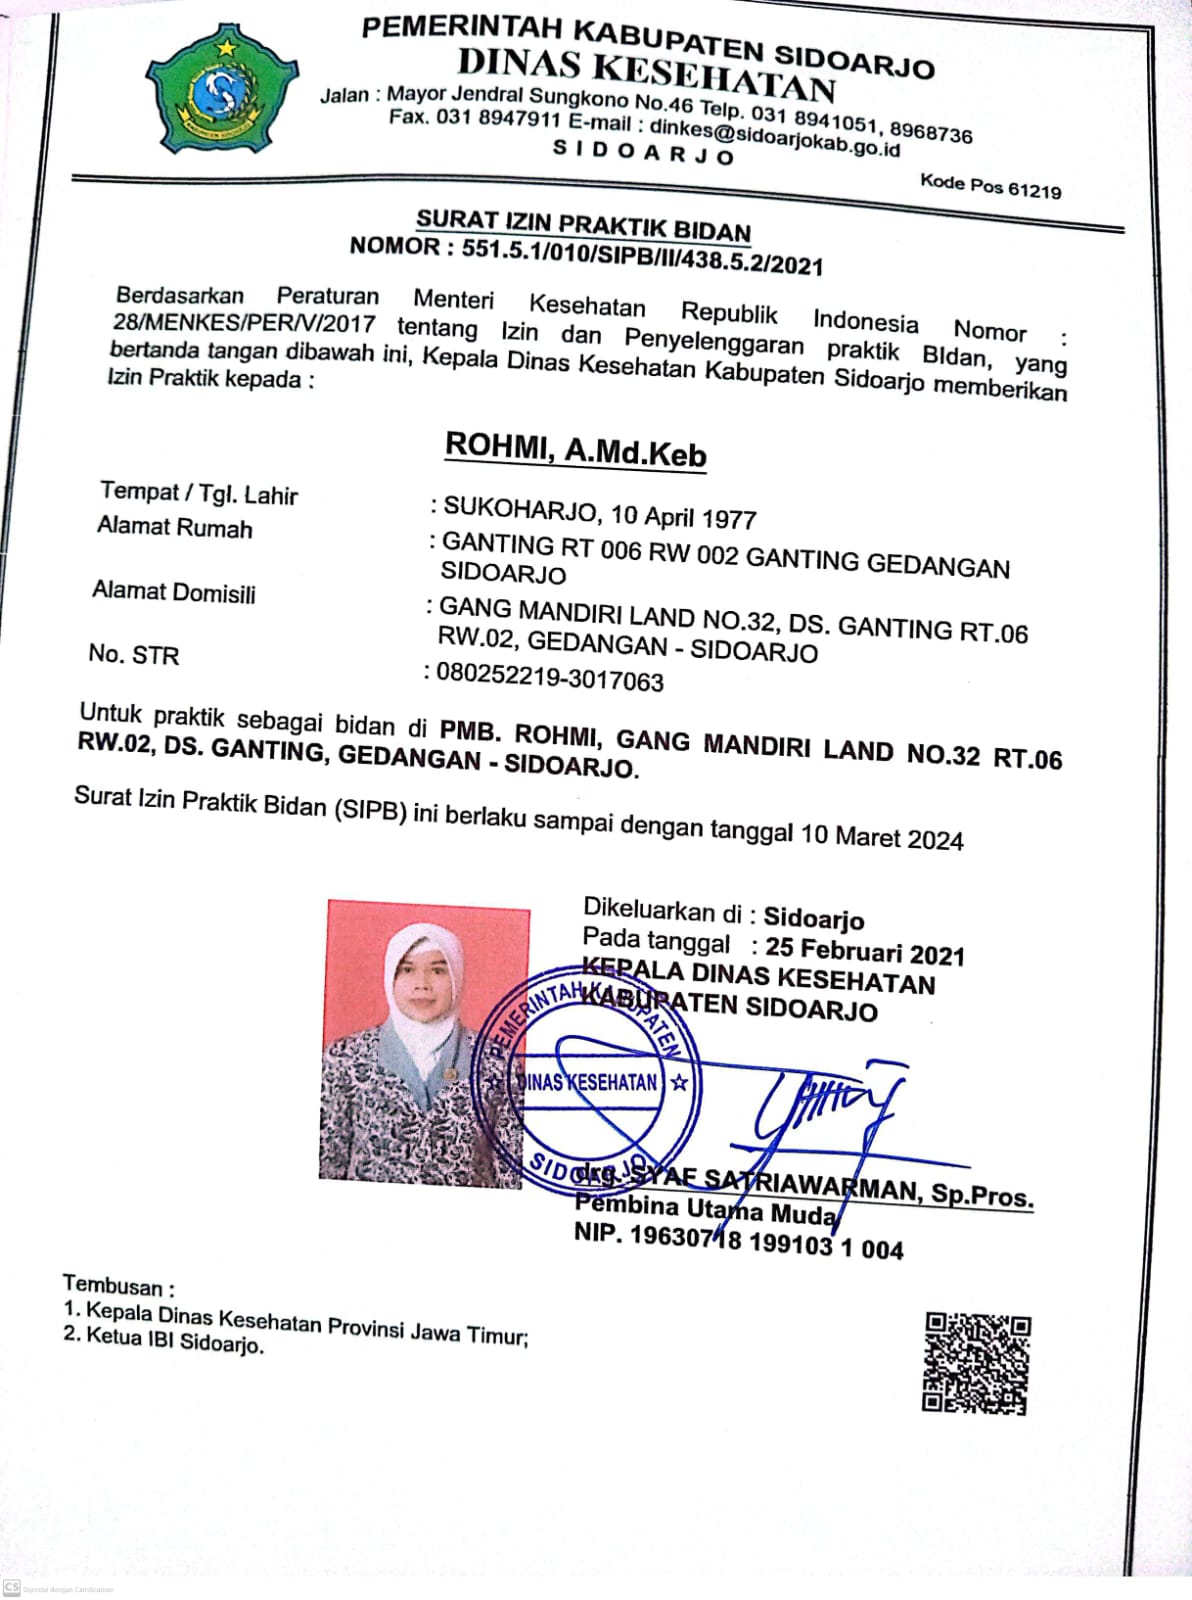 PEMERINTAH KABUPATEN SIDOARJO
DINAS KESEHATAN
Jalan : Mayor Jendral Sungkono No.46 Telp. 031 8941051, 8968736
Fax. 031 8947911 E-mail : dinkes@sidoarjokab.go.id
SIDOARJO
Kode Pos 61219
KABUPATEN SIDOARJO
SURAT IZIN PRAKTIK BIDAN
NOMOR : 551.5.1/010/SIPB/II/438.5.2/2021
Berdasarkan Peraturan Menteri Kesehatan Republik Indonesia Nomor :
28/MENKES/PER/V/2017 tentang Izin dan Penyelenggaran praktik BIdan, yang
bertanda tangan dibawah ini, Kepala Dinas Kesehatan Kabupaten Sidoarjo memberikan
Izin Praktik kepada :
ROHMI, A.Md.Keb
Tempat / Tgl. Lahir : SUKOHARJO, 10 April 1977
Alamat Rumah : GANTING RT 006 RW 002 GANTING GEDANGAN
SIDOARJO
Alamat Domisili : GANG MANDIRI LAND NO.32, DS. GANTING RT.06
RW.02, GEDANGAN - SIDOARJO
No. STR : 080252219-3017063
Untuk praktik sebagai bidan di PMB. ROHMI, GANG MANDIRI LAND NO.32 RT.06
RW.02, DS. GANTING, GEDANGAN - SIDOARJO.
Surat Izin Praktik Bidan (SIPB) ini berlaku sampai dengan tanggal 10 Maret 2024
Dikeluarkan di : Sidoarjo
Pada tanggal : 25 Februari 2021
KEPALA DINAS KESEHATAN
KABUPATEN SIDOARJO
PEMERINTAH KABUPATEN
DINAS KESEHATAN
SIDOARJO
drg. SYAF SATRIAWARMAN, Sp.Pros.
Pembina Utama Muda
NIP. 19630718 199103 1 004
Tembusan :
1. Kepala Dinas Kesehatan Provinsi Jawa Timur;
2. Ketua IBI Sidoarjo.
CS Dipindai dengan CamScanner